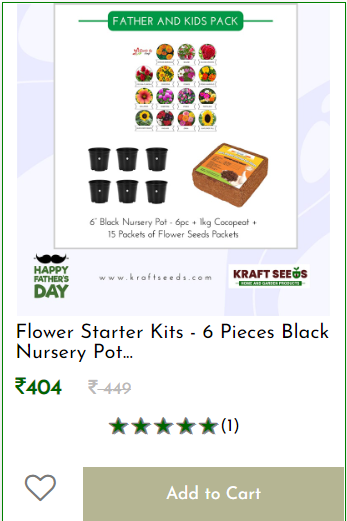 FATHER AND KIDS PACK
6" Black Nursery Pot - 6pc + 1kg Cocopeat +
15 Packets of Flower Seeds Packets
HAPPY
FATHER'S
DAY
www.kraftseeds.com
KRAFT SEEDS
HOME AND GARDEN PRODUCTS
Flower Starter Kits - 6 Pieces Black
Nursery Pot...
₹404 ₹ 449
(1)
Add to Cart